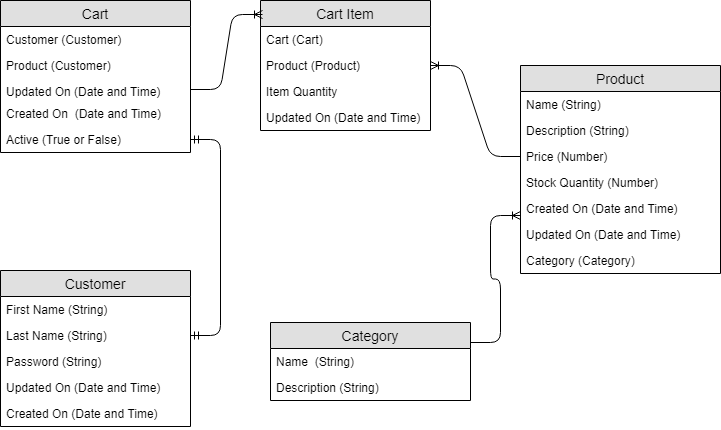 Cart
Customer (Customer)
Product (Customer)
Updated On (Date and Time)
Created On  (Date and Time)
Active (True or False)
Cart Item
Cart (Cart)
Product (Product)
Item Quantity
Updated On (Date and Time)
Product
Name (String)
Description (String)
Price (Number)
Stock Quantity (Number)
Created On (Date and Time)
Updated On (Date and Time)
Category (Category)
Customer
First Name (String)
Last Name (String)
Password (String)
Updated On (Date and Time)
Created On (Date and Time)
Category
Name  (String)
Description (String)